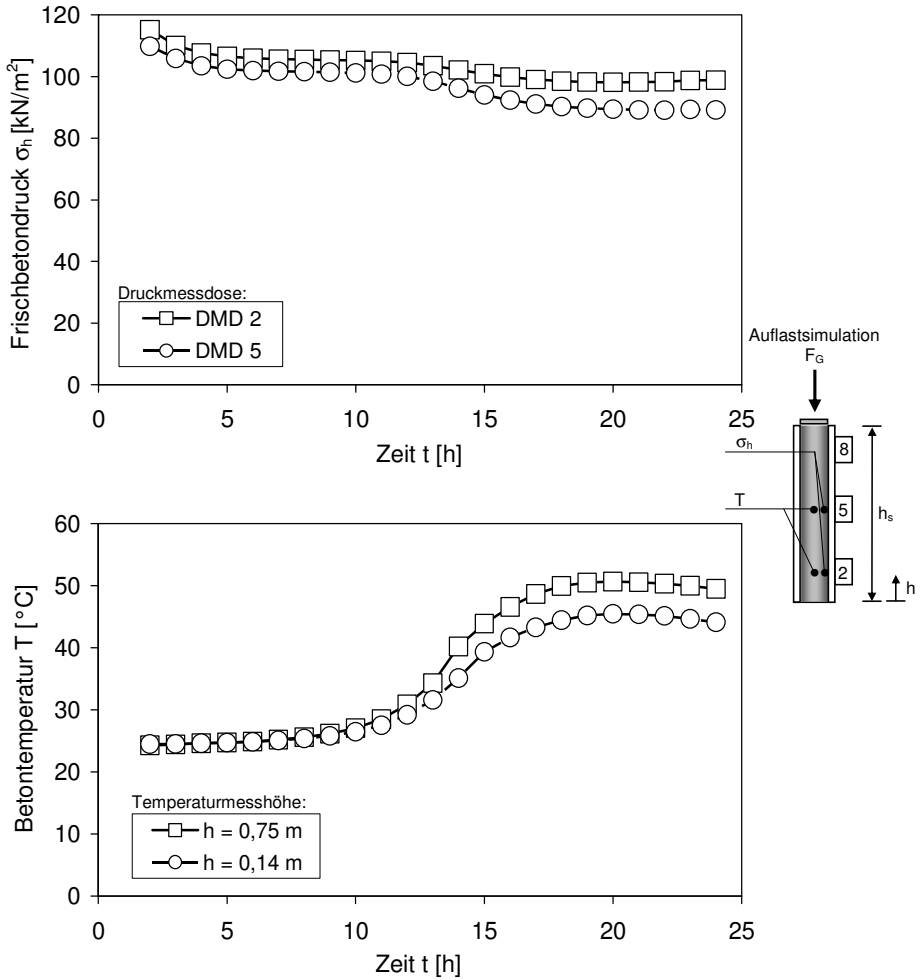 120
100
80
60
40
20
0
Frischbetondruck σh [kN/m²]
Druckmessdose:
DMD 2
DMD 5
0 5 10 15 20 25
Zeit t [h]
Auflastsimulation
FG
σh
T
8
5
2
hs
h
60
50
40
30
20
10
0
Betontemperatur T [°C]
Temperaturmesshöhe:
h = 0,75 m
h = 0,14 m
0 5 10 15 20 25
Zeit t [h]